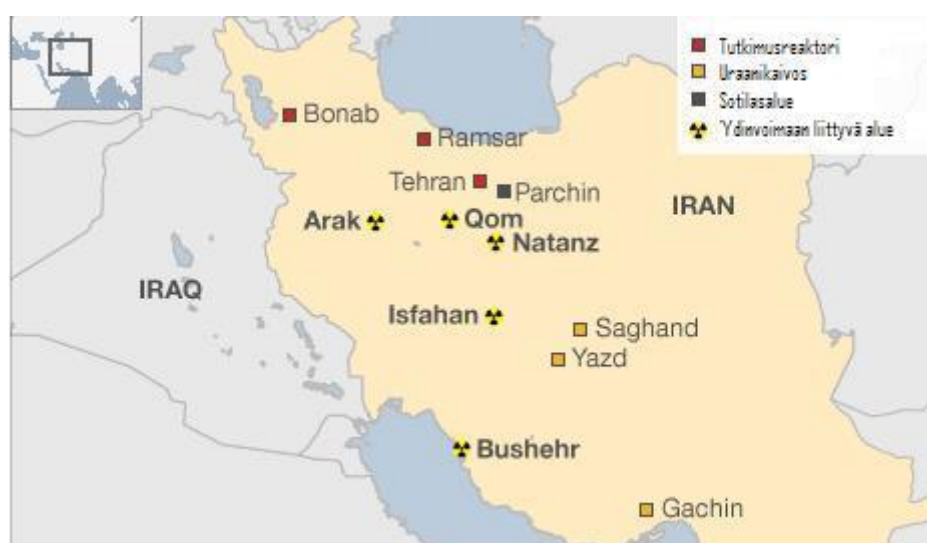 Tutkimusreaktori
Uraanikaivos
Sotilasalue
Ydinvoimaan liittyvä alue
Bonab
Ramsar
Tehran
Parchin
IRAN
Arak
Qom
Natanz
IRAQ
Isfahan
Saghand
Yazd
Bushehr
Gachin